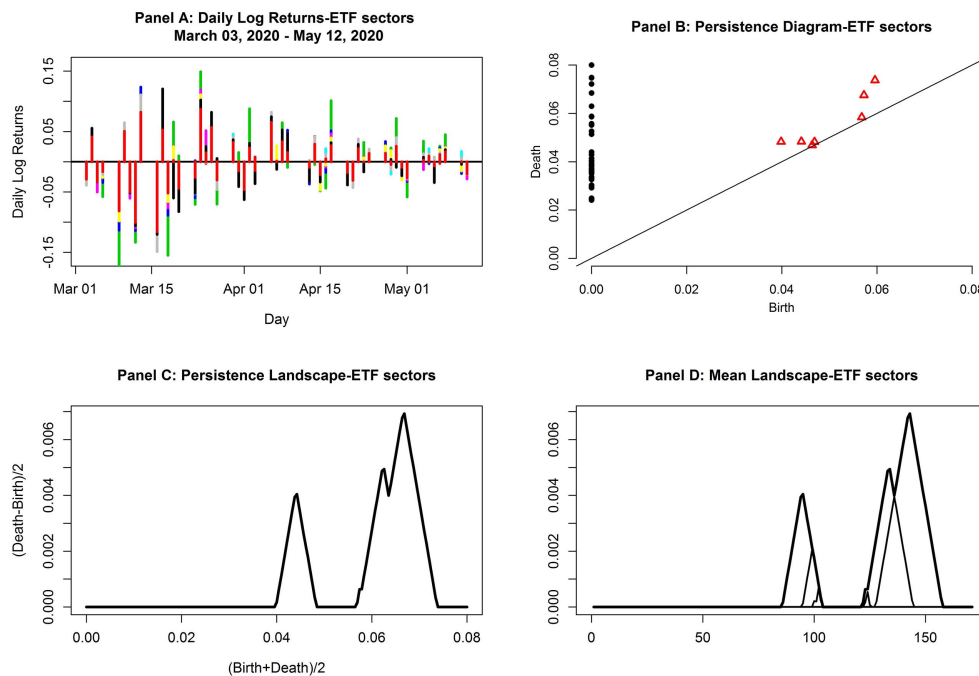 Panel A: Daily Log Returns-ETF sectors
March 03, 2020 - May 12, 2020
Daily Log Returns
0.15
0.05
-0.05
-0.15
Mar 01
Mar 15
Apr 01
Apr 15
May 01
Day
Panel B: Persistence Diagram-ETF sectors
Death
0.08
0.06
0.04
0.02
0.00
0.00
0.02
0.04
0.06
0.08
Birth
Panel C: Persistence Landscape-ETF sectors
(Death-Birth)/2
0.006
0.004
0.002
0.000
0.00
0.02
0.04
0.06
0.08
(Birth+Death)/2
Panel D: Mean Landscape-ETF sectors
0.006
0.004
0.002
0.000
0
50
100
150